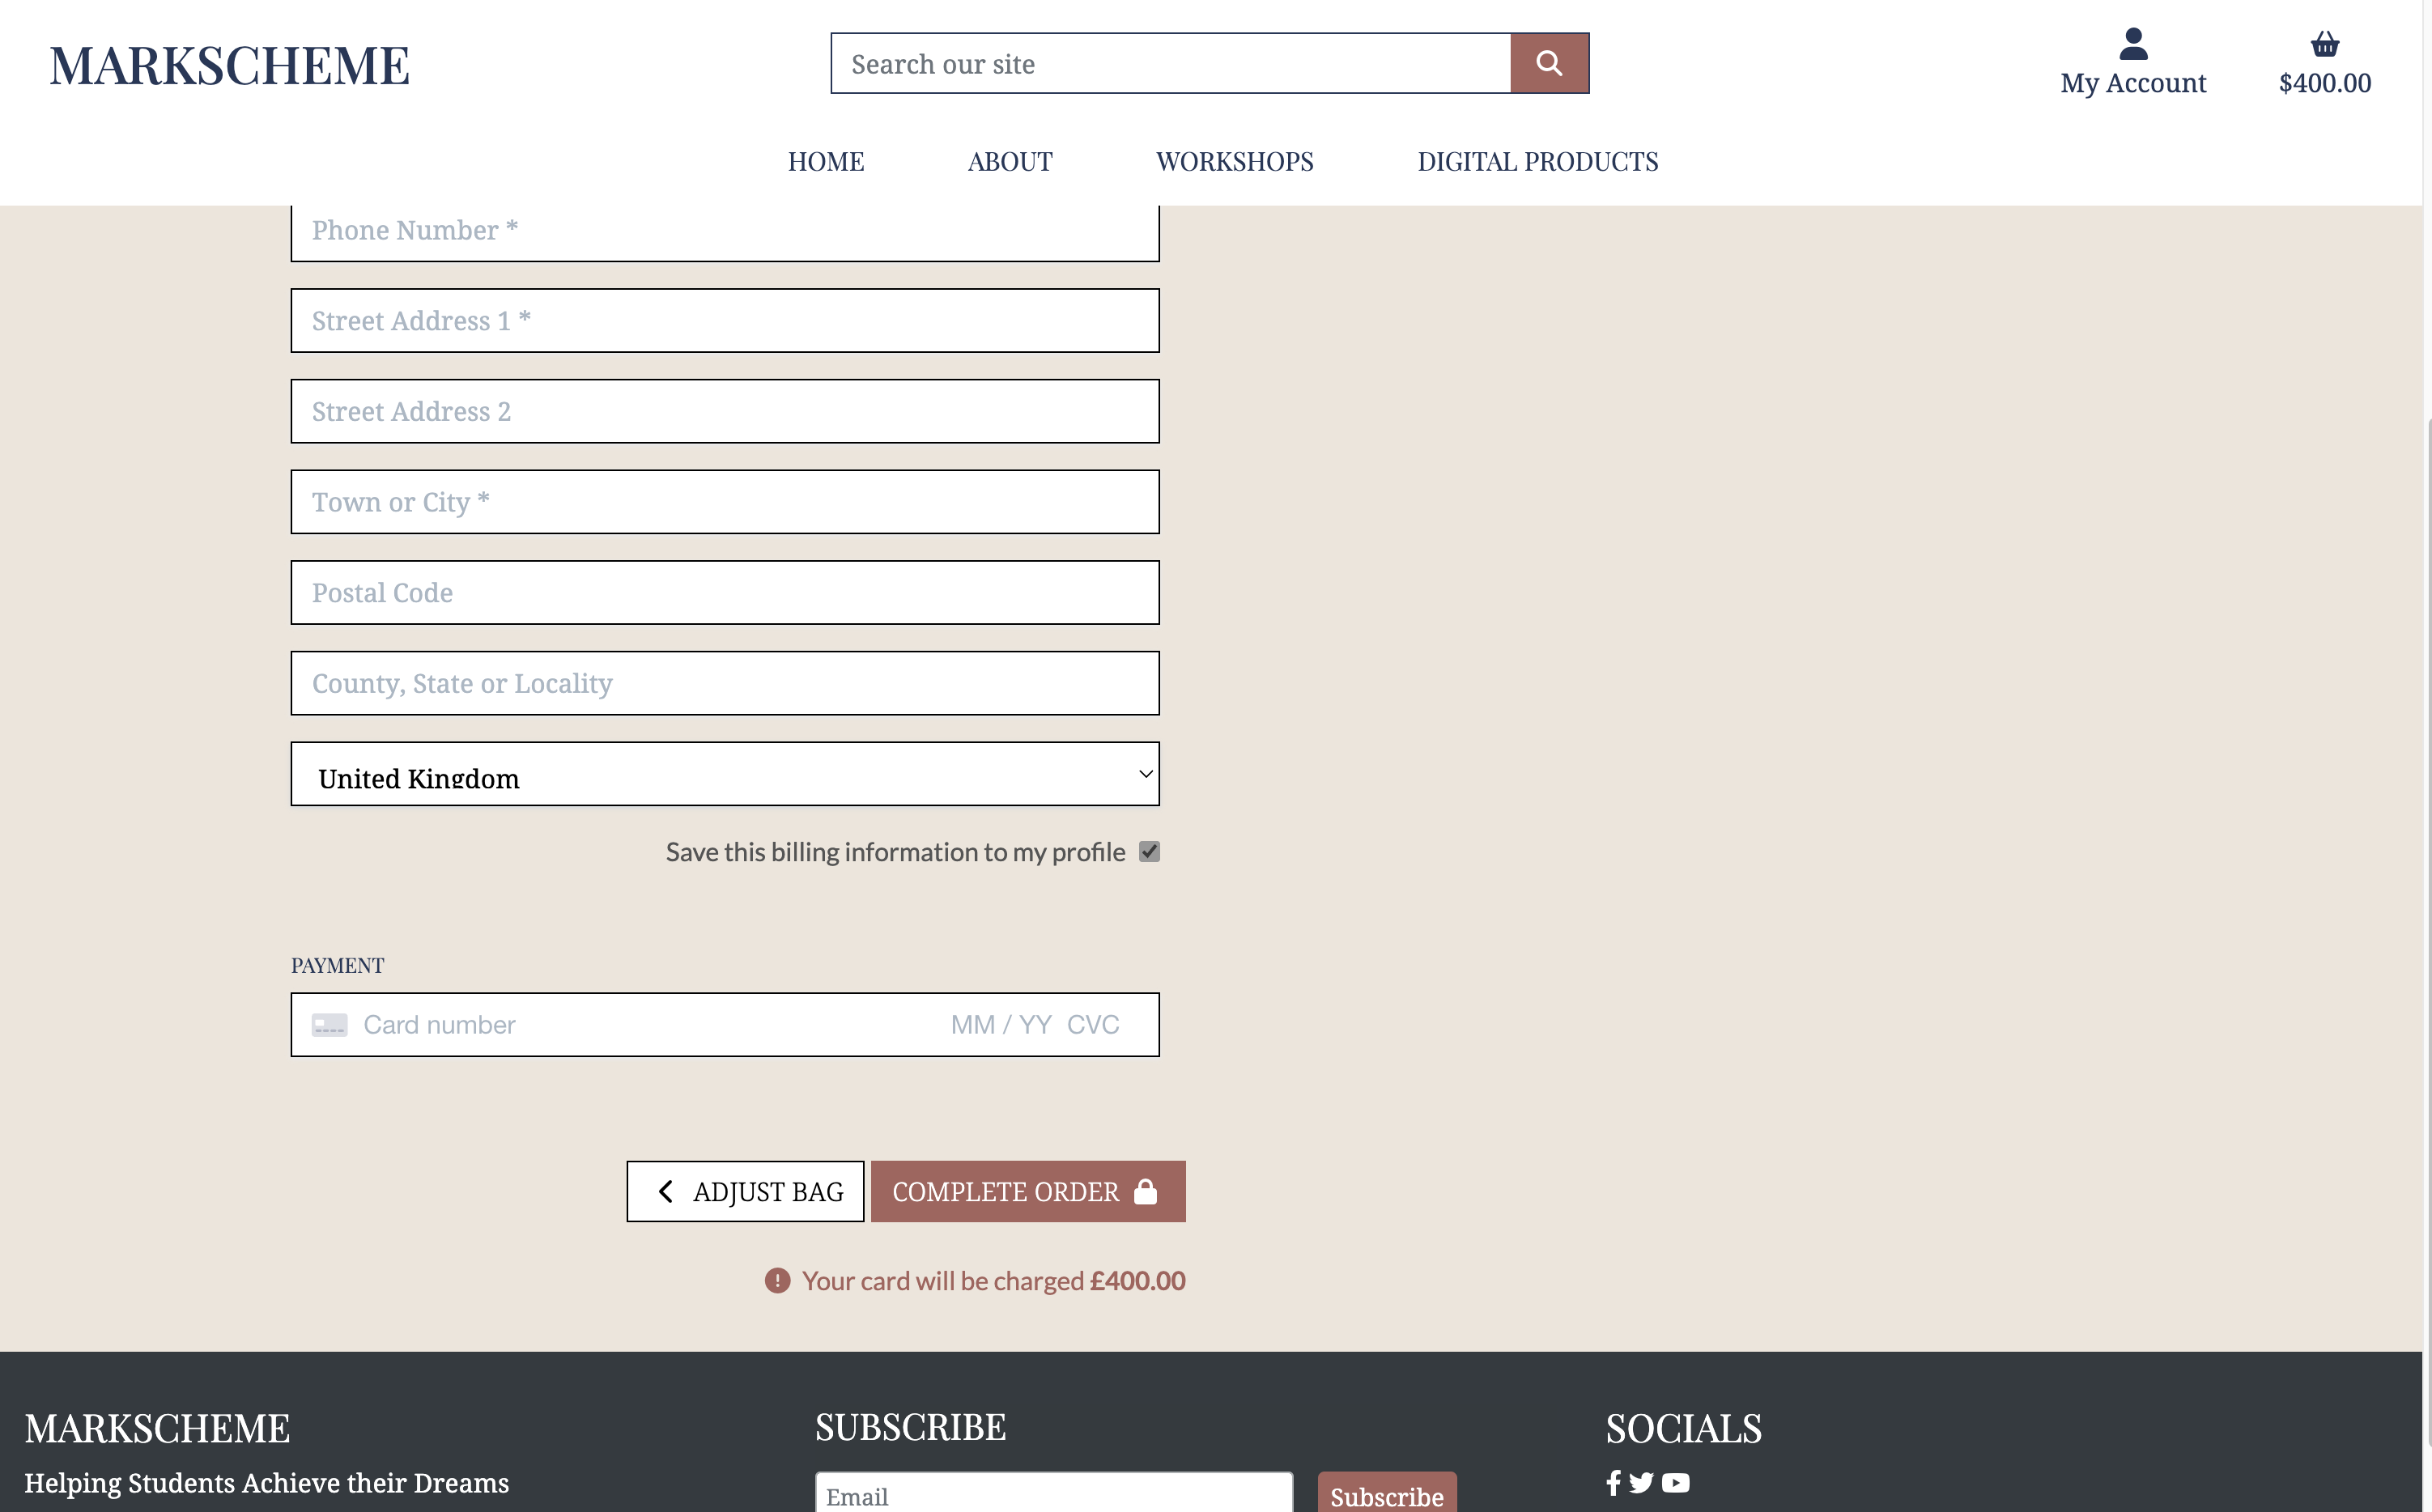 MARKSCHEME
Search our site
My Account
$400.00
HOME
ABOUT
WORKSHOPS
DIGITAL PRODUCTS
Phone Number *
Street Address 1 *
Street Address 2
Town or City *
Postal Code
County, State or Locality
United Kingdom
Save this billing information to my profile
PAYMENT
Card number
MM / YY CVC
ADJUST BAG
COMPLETE ORDER
Your card will be charged £400.00
MARKSCHEME
Helping Students Achieve their Dreams
SUBSCRIBE
Email
Subscribe
SOCIALS